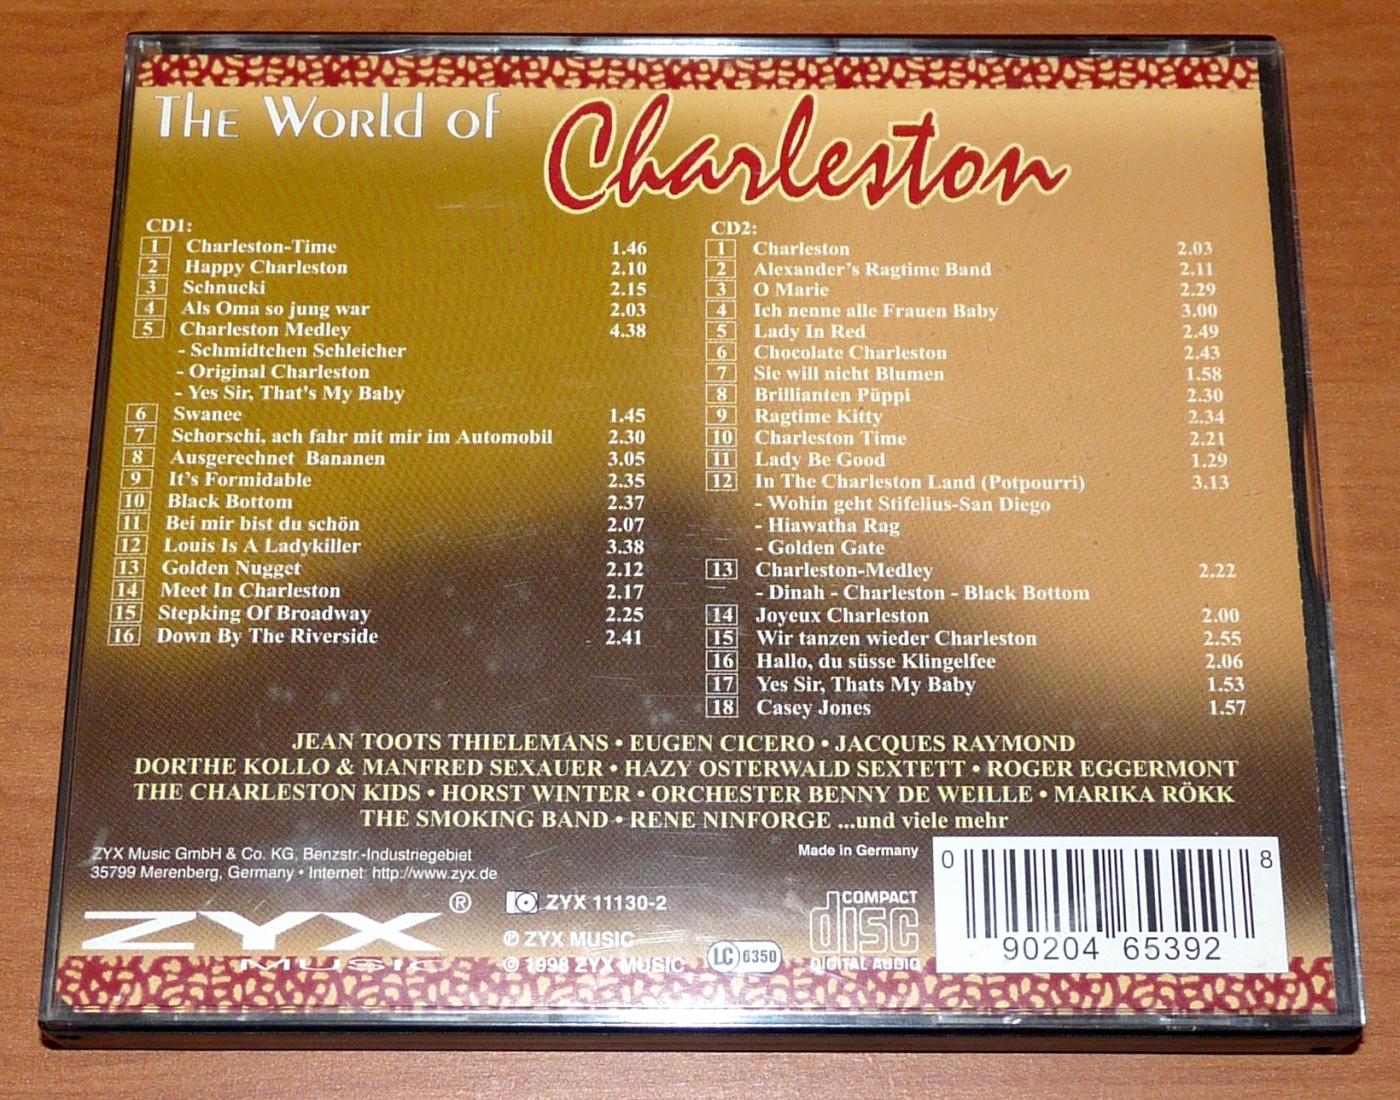 The World of Charleston
CD1:
1 Charleston-Time 1.46
2 Happy Charleston 2.10
3 Schnucki 2.15
4 Als Oma so jung war 2.03
5 Charleston Medley 4.38
- Schmidtchen Schleicher
- Original Charleston
- Yes Sir, That's My Baby
6 Swanee 1.45
7 Schorschi, ach fahr mit mir im Automobil 2.30
8 Ausgerechnet Bananen 3.05
9 It's Formidable 2.35
10 Black Bottom 2.37
11 Bei mir bist du schön 2.07
12 Louis Is A Ladykiller 3.38
13 Golden Nugget 2.12
14 Meet In Charleston 2.17
15 Stepking Of Broadway 2.25
16 Down By The Riverside 2.41
CD2:
1 Charleston 2.03
2 Alexander's Ragtime Band 2.11
3 O Marie 2.29
4 Ich nenne alle Frauen Baby 3.00
5 Lady In Red 2.49
6 Chocolate Charleston 2.43
7 Sie will nicht Blumen 1.58
8 Brillianten Püppi 2.30
9 Ragtime Kitty 2.34
10 Charleston Time 2.21
11 Lady Be Good 1.29
12 In The Charleston Land (Potpourri) 3.13
- Wohin geht Stifelius-San Diego
- Hiawatha Rag
- Golden Gate
13 Charleston-Medley 2.22
- Dinah - Charleston - Black Bottom
14 Joyeux Charleston 2.00
15 Wir tanzen wieder Charleston 2.55
16 Hallo, du süsse Klingelfee 2.06
17 Yes Sir, Thats My Baby 1.53
18 Casey Jones 1.57
JEAN TOOTS THIELEMANS • EUGEN CICERO • JACQUES RAYMOND
DORTHE KOLLO & MANFRED SEXAUER • HAZY OSTERWALD SEXTETT • ROGER EGGERMONT
THE CHARLESTON KIDS • HORST WINTER • ORCHESTER BENNY DE WEILLE • MARIKA RÖKK
THE SMOKING BAND • RENE NINFORGE ...und viele mehr
ZYX Music GmbH & Co. KG, Benzstr.-Industriegebiet
35799 Merenberg, Germany • Internet: http://www.zyx.de
ZYX ®
MUSIC
ZYX 11130-2
℗ ZYX MUSIC
© 1998 ZYX MUSIC
LC 6350
Made in Germany
COMPACT
disc
DIGITAL AUDIO
0 90204 65392 8